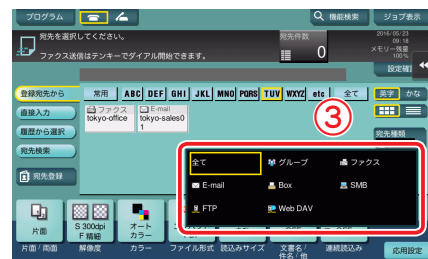 プログラム
機能検索
ジョブ表示
宛先を選択してください。
ファクス送信はテンキーでダイアル開始できます。
宛先件数
0
2016/05/23
09:18
メモリー残量
100%
設定確認
登録宛先から
常用 ABC DEF GHI JKL MNO PQRS TUV WXYZ etc 全て
英字 かな
直接入力
履歴から選択
宛先検索
宛先登録
ファクス
tokyo-office
E-mail
tokyo-sales0
1
③
宛先種類
全て
グループ
ファクス
E-mail
Box
SMB
FTP
Web DAV
片面
S 300dpi
F 精細
オート
カラー
片面/両面
解像度
カラー
ファイル形式
読込みサイズ
文書名/
件名/他
連続読込み
応用設定